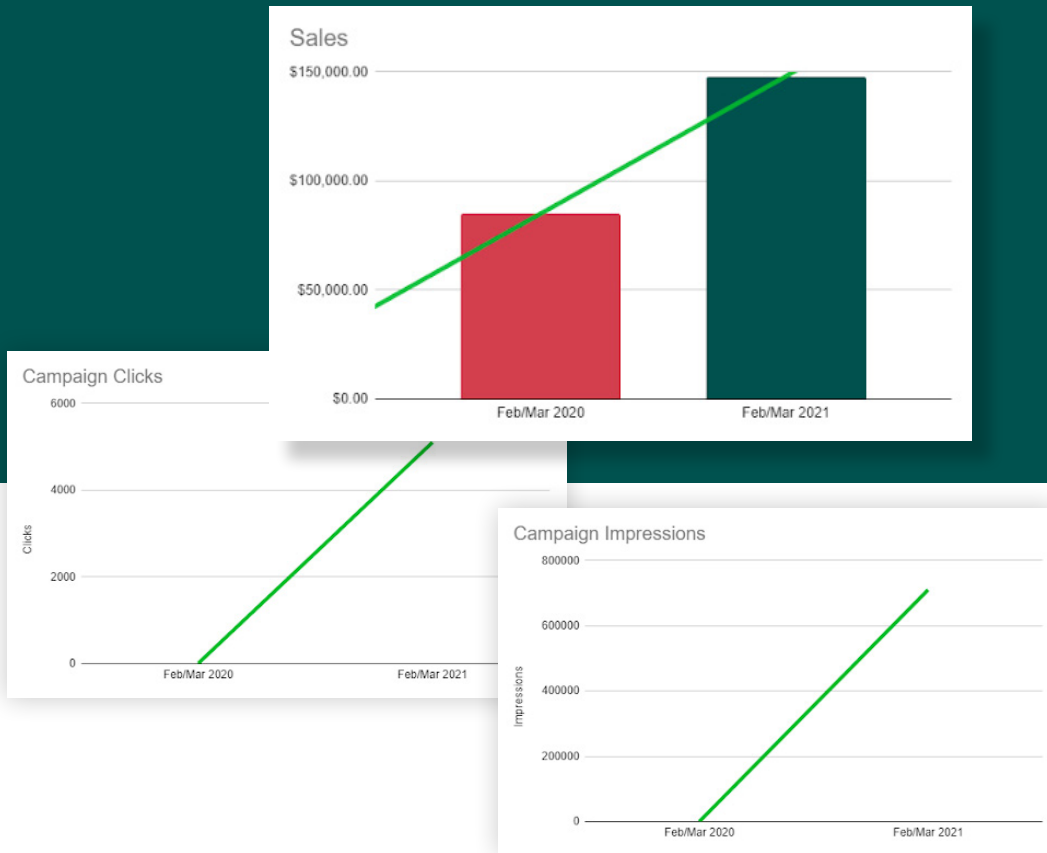 Sales
$150,000.00
$100,000.00
$50,000.00
$0.00
Feb/Mar 2020
Feb/Mar 2021
Campaign Clicks
6000
4000
2000
0
Clicks
Feb/Mar 2020
Feb/Mar 2021
Campaign Impressions
800000
600000
400000
200000
0
Impressions
Feb/Mar 2020
Feb/Mar 2021